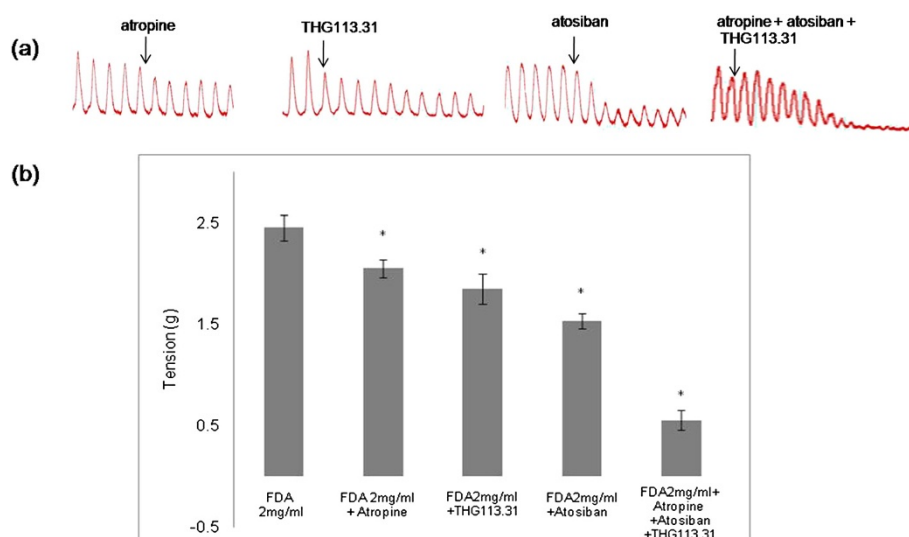 (a)
atropine
THG113.31
atosiban
atropine + atosiban +
THG113.31
(b)
Tension (g)
2.5
1.5
0.5
-0.5
*
*
*
*
FDA
2mg/ml
FDA 2mg/ml
+ Atropine
FDA2mg/ml
+THG113.31
FDA2mg/ml
+Atosiban
FDA2mg/ml+
Atropine
+Atosiban
+THG113.31